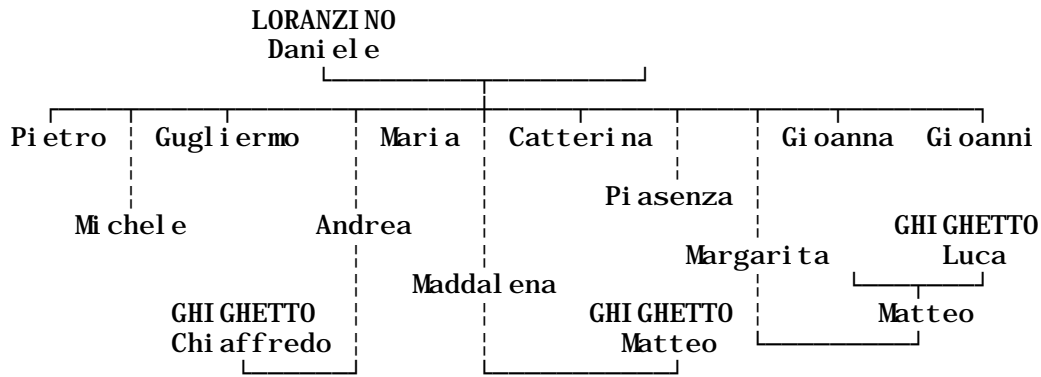 LORANZINO
Daniele
Pietro Gugliermo Maria Catterina Gioanna Gioanni
Piasenza
Michele Andrea GHIGHETTO
Margarita Luca
Maddalena
GHIGHETTO GHIGHETTO Matteo
Chiaffredo Matteo